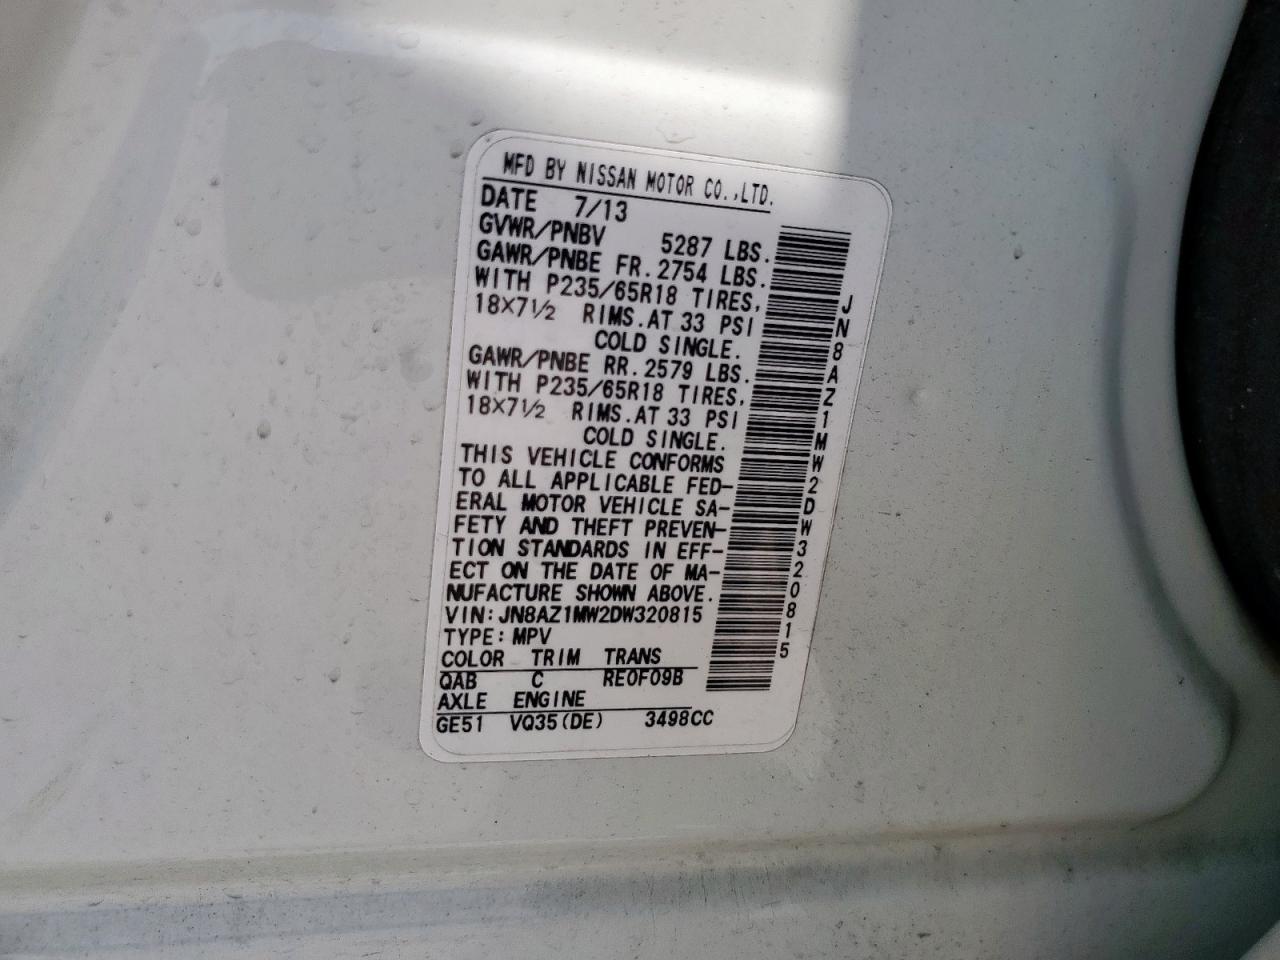 MFD BY NISSAN MOTOR CO.,LTD.
DATE 7/13
GVWR/PNBV 5287 LBS.
GAWR/PNBE FR.2754 LBS.
WITH P235/65R18 TIRES,
18X7½ RIMS.AT 33 PSI
COLD SINGLE.
GAWR/PNBE RR.2579 LBS.
WITH P235/65R18 TIRES,
18X7½ RIMS.AT 33 PSI
COLD SINGLE.
THIS VEHICLE CONFORMS
TO ALL APPLICABLE FED-
ERAL MOTOR VEHICLE SA-
FETY AND THEFT PREVEN-
TION STANDARDS IN EFF-
ECT ON THE DATE OF MA-
NUFACTURE SHOWN ABOVE.
VIN:JN8AZ1MW2DW320815
TYPE:MPV
COLOR TRIM TRANS
QAB C RE0F09B
AXLE ENGINE
GE51 VQ35(DE) 3498CC
JN8AZ1MW2DW320815